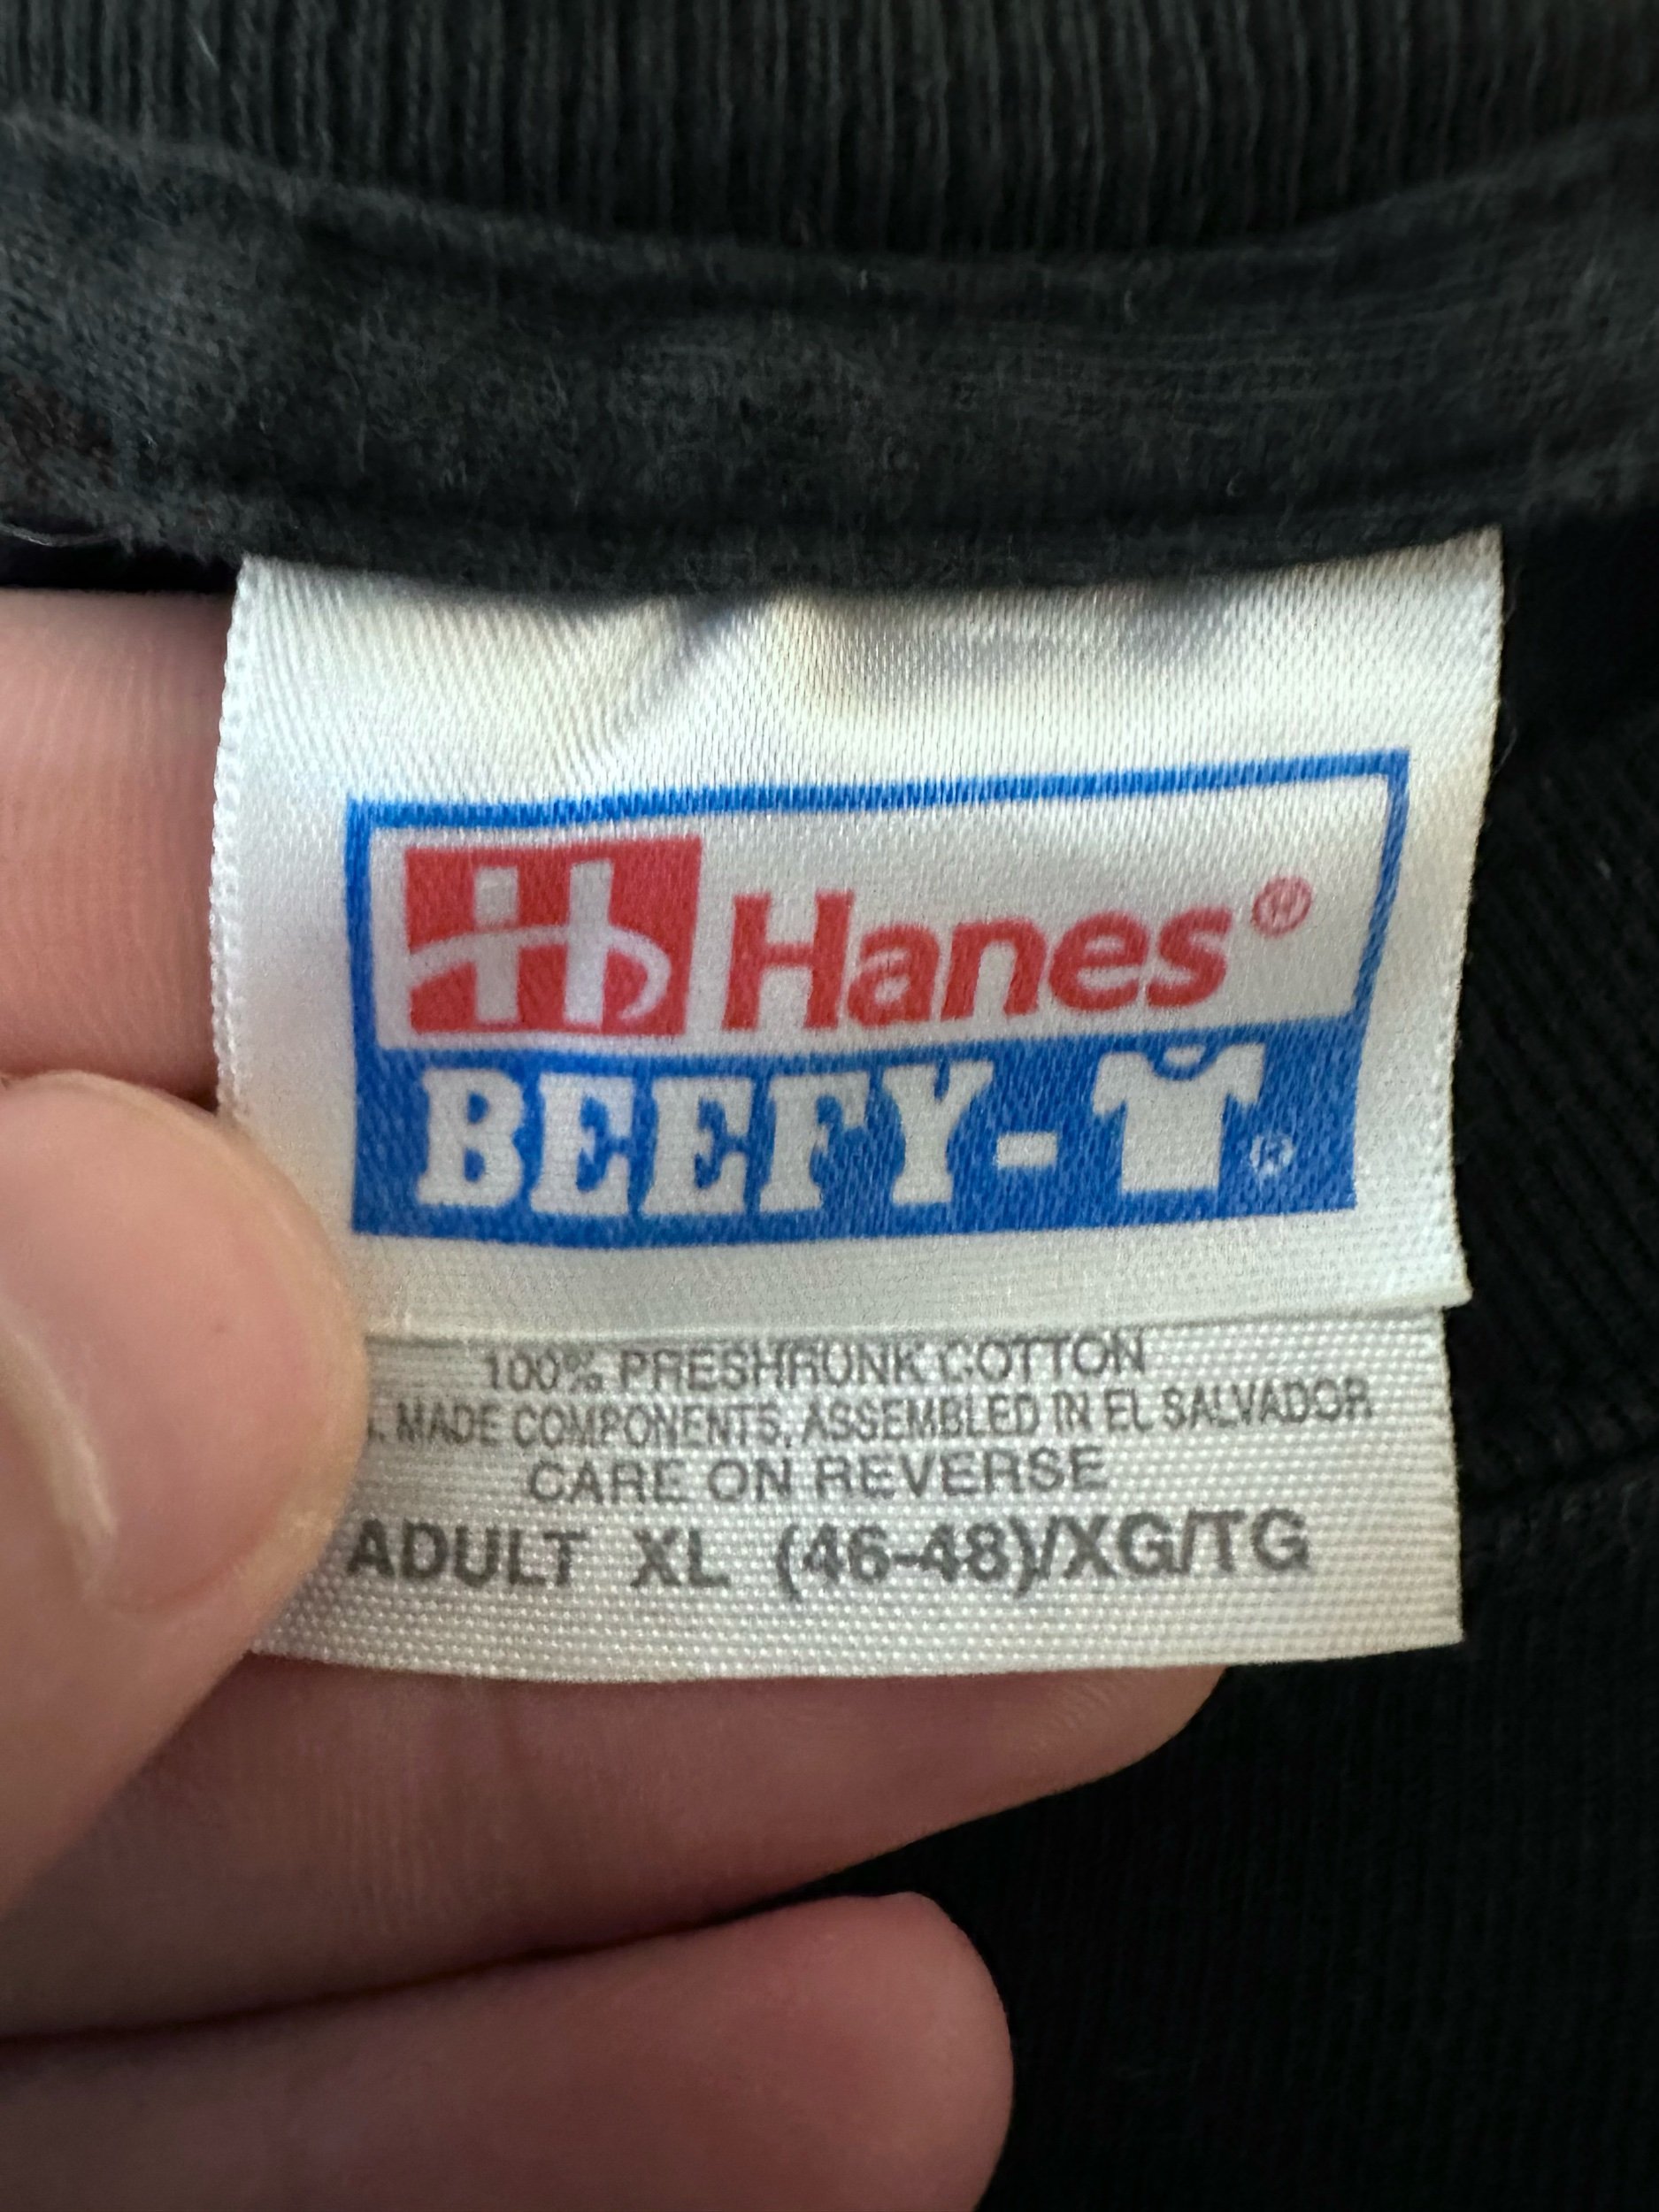 Hanes®
BEEFY-T®
100% PRESHRUNK COTTON
. MADE COMPONENTS, ASSEMBLED IN EL SALVADOR
CARE ON REVERSE
ADULT XL (46-48)/XG/TG